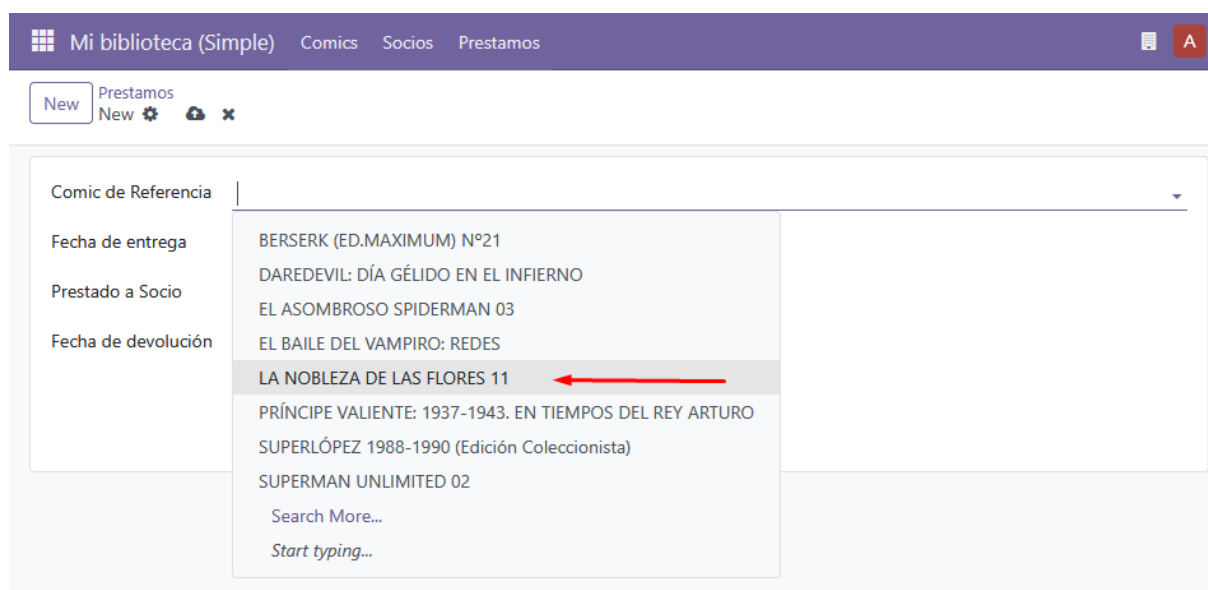 Mi biblioteca (Simple) Comics Socios Prestamos A
New Prestamos
New
Comic de Referencia
Fecha de entrega
Prestado a Socio
Fecha de devolución
BERSERK (ED.MAXIMUM) Nº21
DAREDEVIL: DÍA GÉLIDO EN EL INFIERNO
EL ASOMBROSO SPIDERMAN 03
EL BAILE DEL VAMPIRO: REDES
LA NOBLEZA DE LAS FLORES 11
PRÍNCIPE VALIENTE: 1937-1943. EN TIEMPOS DEL REY ARTURO
SUPERLÓPEZ 1988-1990 (Edición Coleccionista)
SUPERMAN UNLIMITED 02
Search More...
Start typing...